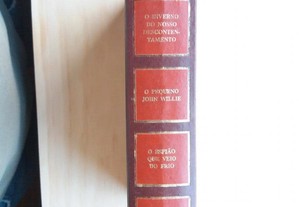 O INVERNO
DO NOSSO
DESCONTEN-
TAMENTO
O PEQUENO
JOHN WILLIE
O ESPIÃO
QUE VEIO
DO FRIO